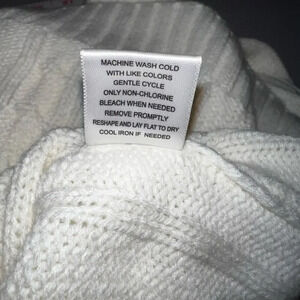 MACHINE WASH COLD
WITH LIKE COLORS
GENTLE CYCLE
ONLY NON-CHLORINE
BLEACH WHEN NEEDED
REMOVE PROMPTLY
RESHAPE AND LAY FLAT TO DRY
COOL IRON IF NEEDED